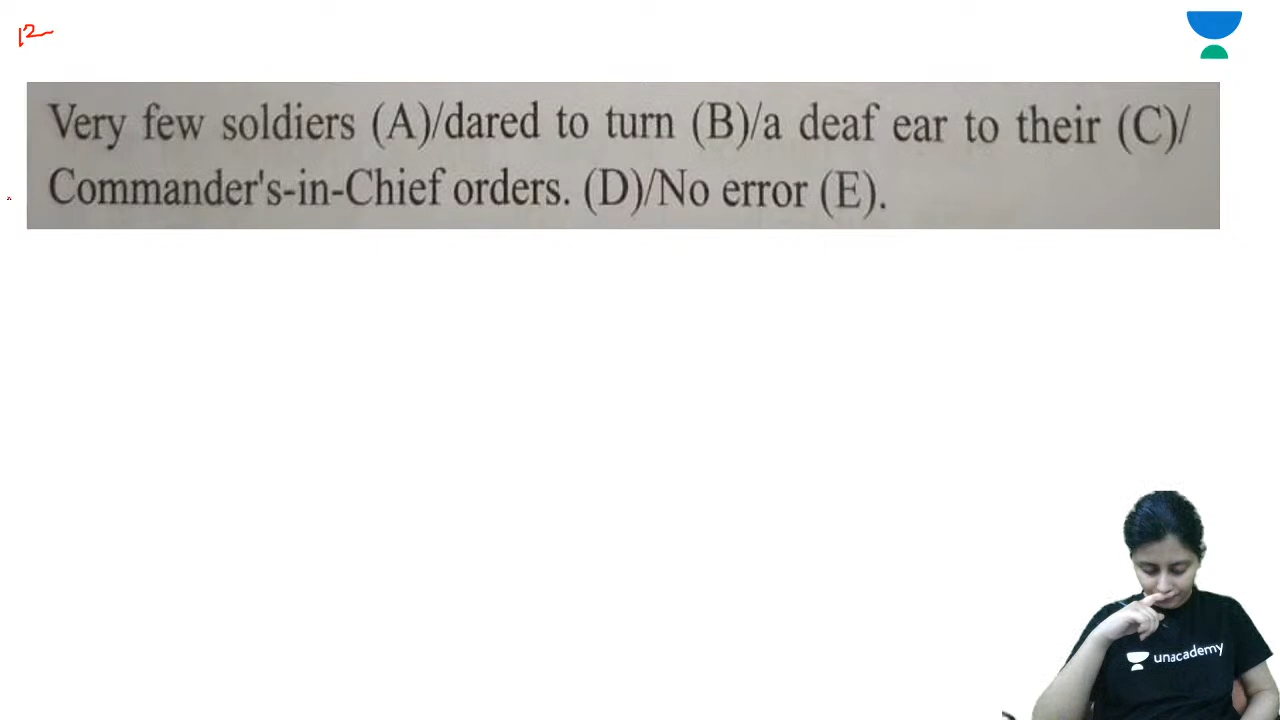 12
Very few soldiers (A)/dared to turn (B)/a deaf ear to their (C)/
Commander's-in-Chief orders. (D)/No error (E).
unacademy